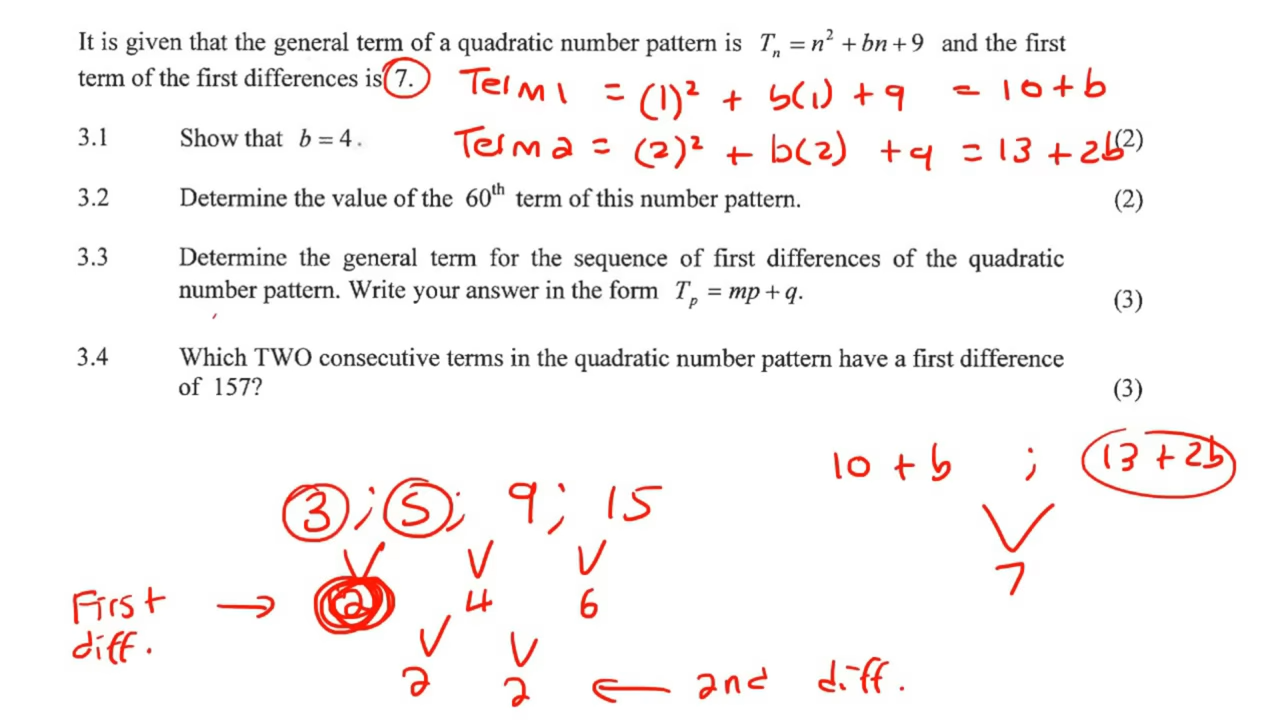 It is given that the general term of a quadratic number pattern is Tₙ = n² + bn + 9 and the first
term of the first differences is 7.
Term 1 = (1)² + b(1) + 9 = 10 + b
3.1 Show that b = 4. (2)
Term 2 = (2)² + b(2) + 9 = 13 + 2b
3.2 Determine the value of the 60th term of this number pattern. (2)
3.3 Determine the general term for the sequence of first differences of the quadratic
number pattern. Write your answer in the form Tₚ = mp + q. (3)
3.4 Which TWO consecutive terms in the quadratic number pattern have a first difference
of 157? (3)
10 + b ; 13 + 2b
7
3 ; 5 ; 9 ; 15
First diff. → 2 4 6
2 2 ← 2nd diff.